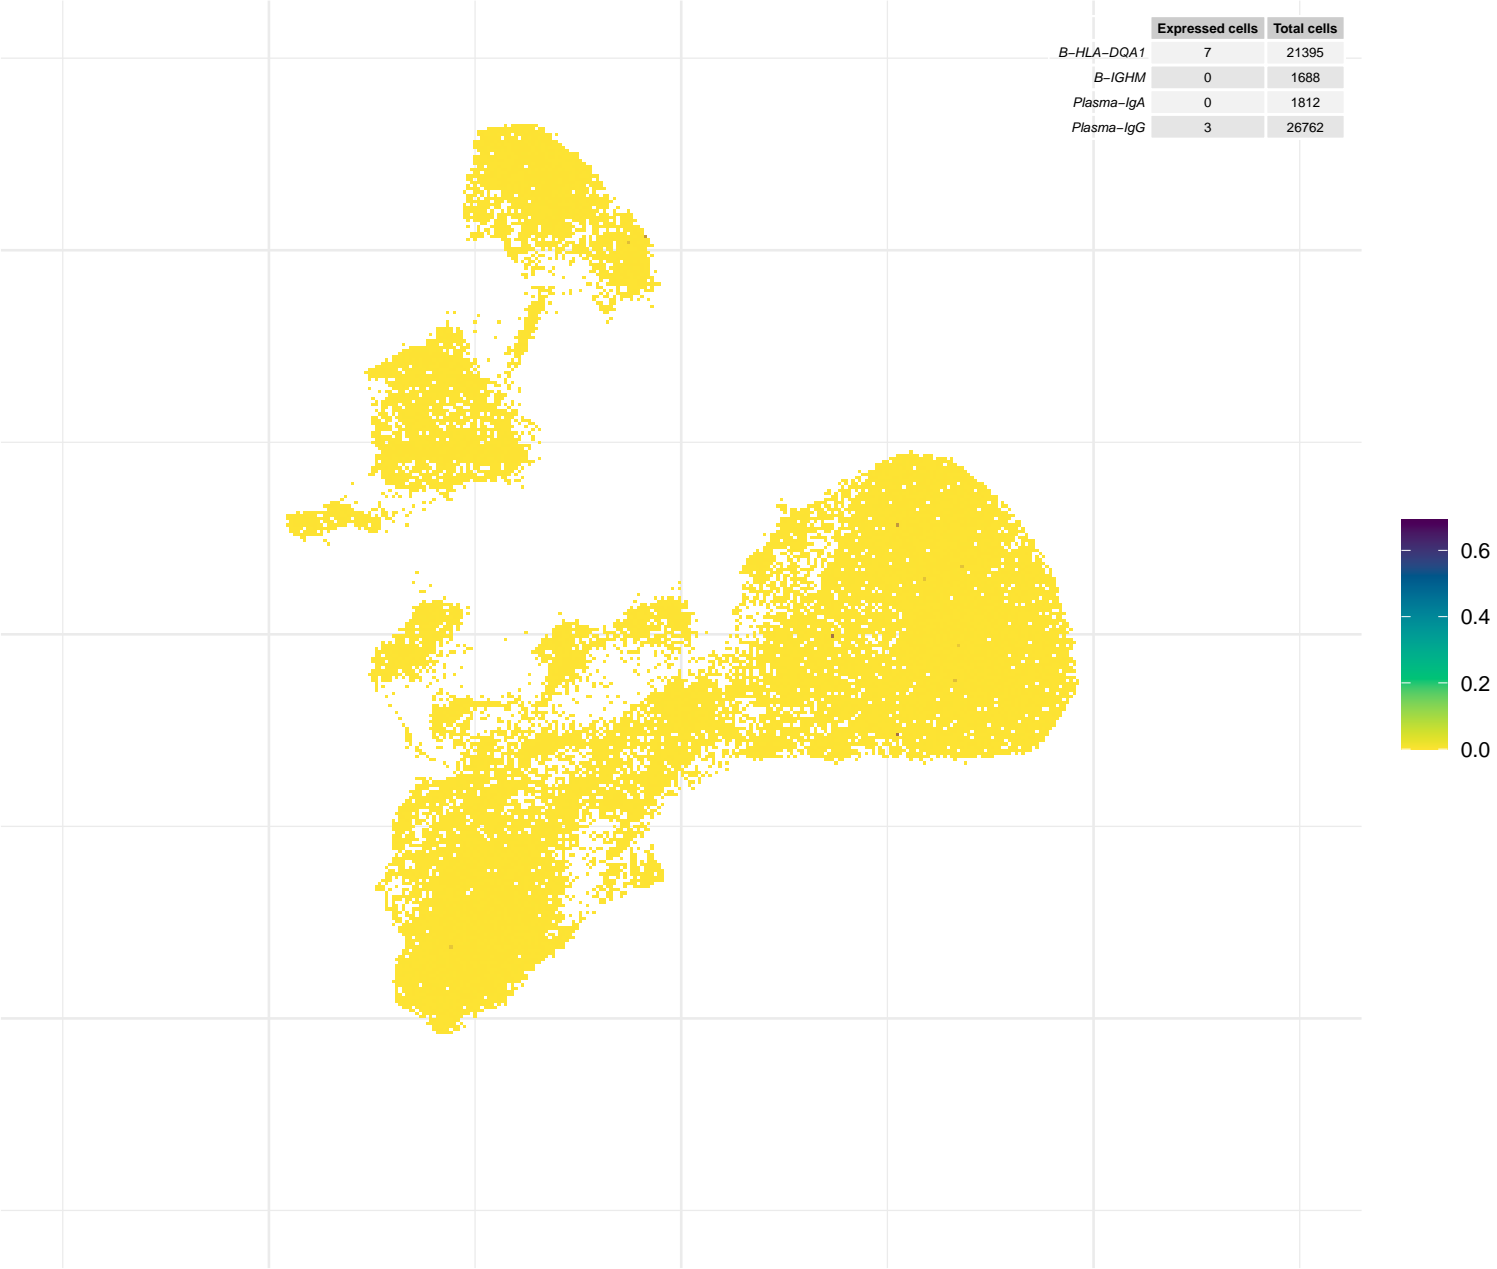 Expressed cells Total cells
B−HLA−DQA1 7 21395
B−IGHM 0 1688
Plasma−IgA 0 1812
Plasma−IgG 3 26762
0.6
0.4
0.2
0.0